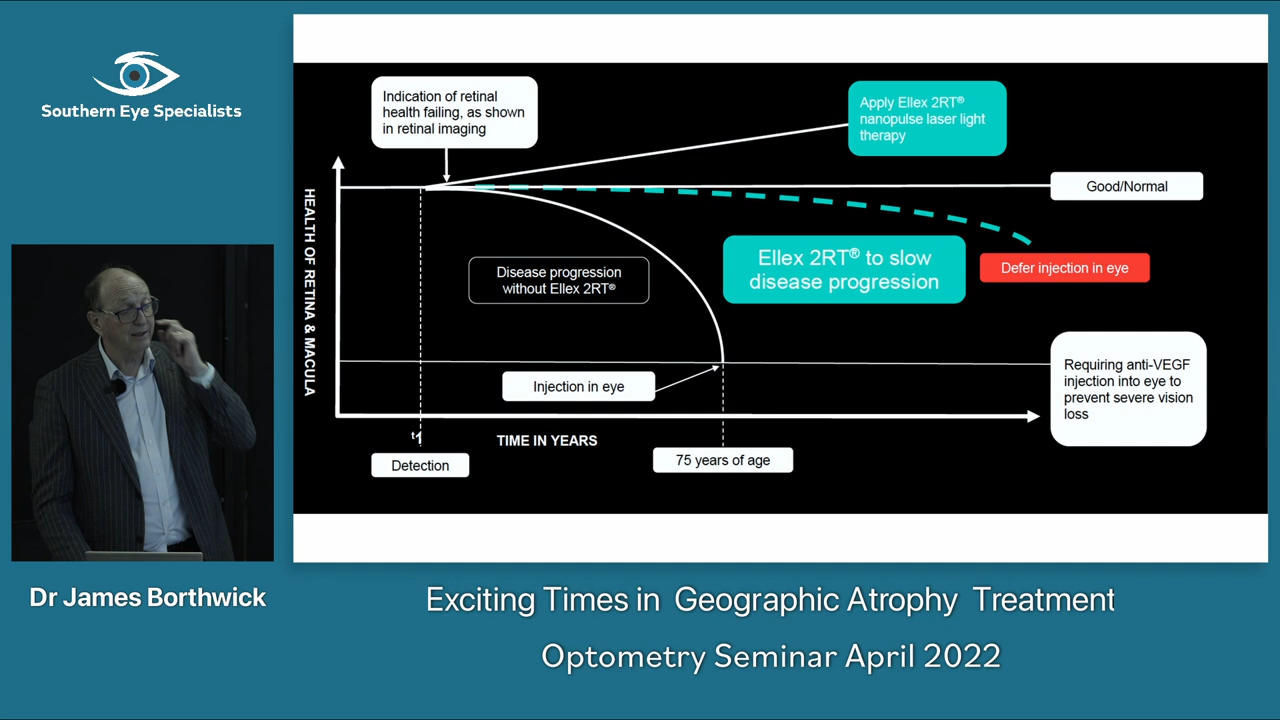 Southern Eye Specialists
Indication of retinal
health failing, as shown
in retinal imaging
Apply Ellex 2RT®
nanopulse laser light
therapy
HEALTH OF RETINA & MACULA
Good/Normal
Disease progression
without Ellex 2RT®
Ellex 2RT® to slow
disease progression
Defer injection in eye
Injection in eye
Requiring anti-VEGF
injection into eye to
prevent severe vision
loss
t1
TIME IN YEARS
Detection
75 years of age
Dr James Borthwick
Exciting Times in Geographic Atrophy Treatment
Optometry Seminar April 2022